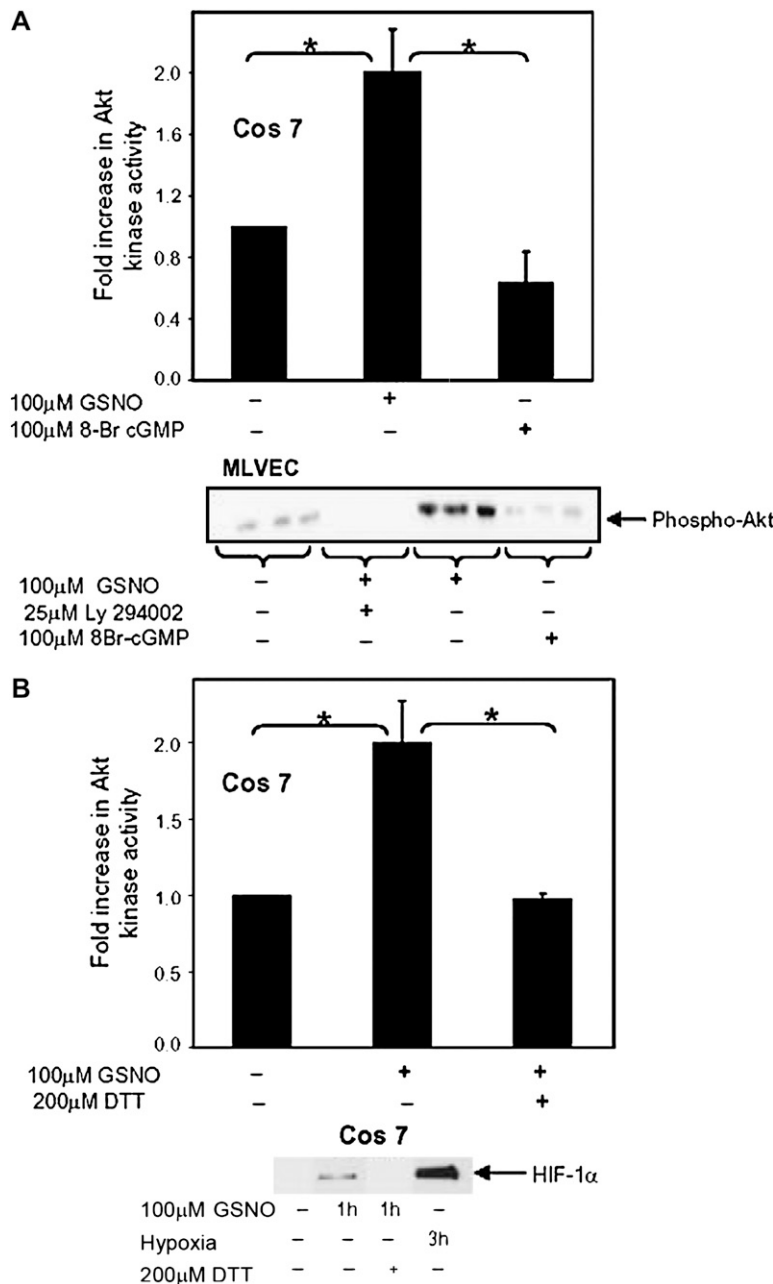 A
* *
2.0
1.6
1.2
0.8
0.4
0.0
Fold increase in Akt
kinase activity
Cos 7
100µM GSNO – + –
100µM 8-Br cGMP – – +
MLVEC
Phospho-Akt
100µM GSNO – + + –
25µM Ly 294002 – + – –
100µM 8Br-cGMP – – – +
B
* *
2.0
1.5
1.0
0.5
0.0
Fold increase in Akt
kinase activity
Cos 7
100µM GSNO – + +
200µM DTT – – +
Cos 7
HIF-1α
100µM GSNO – 1h 1h –
Hypoxia – – – 3h
200µM DTT – – + –